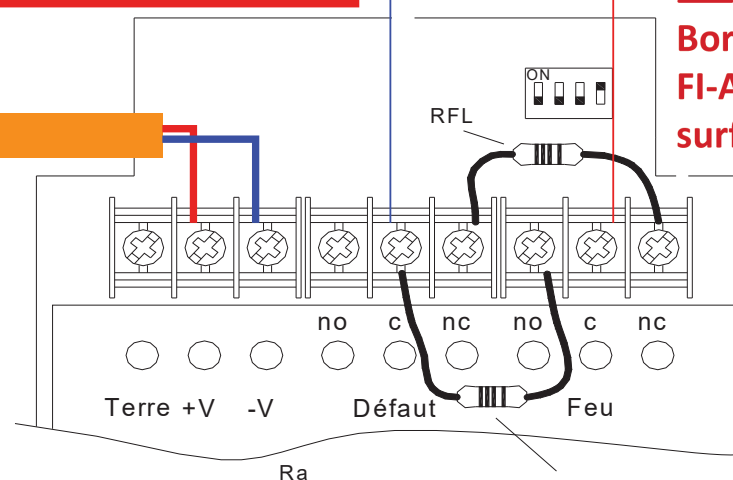 Bor
FI-A
surf
ON
RFL
no c nc no c nc
Terre +V -V Défaut Feu
Ra